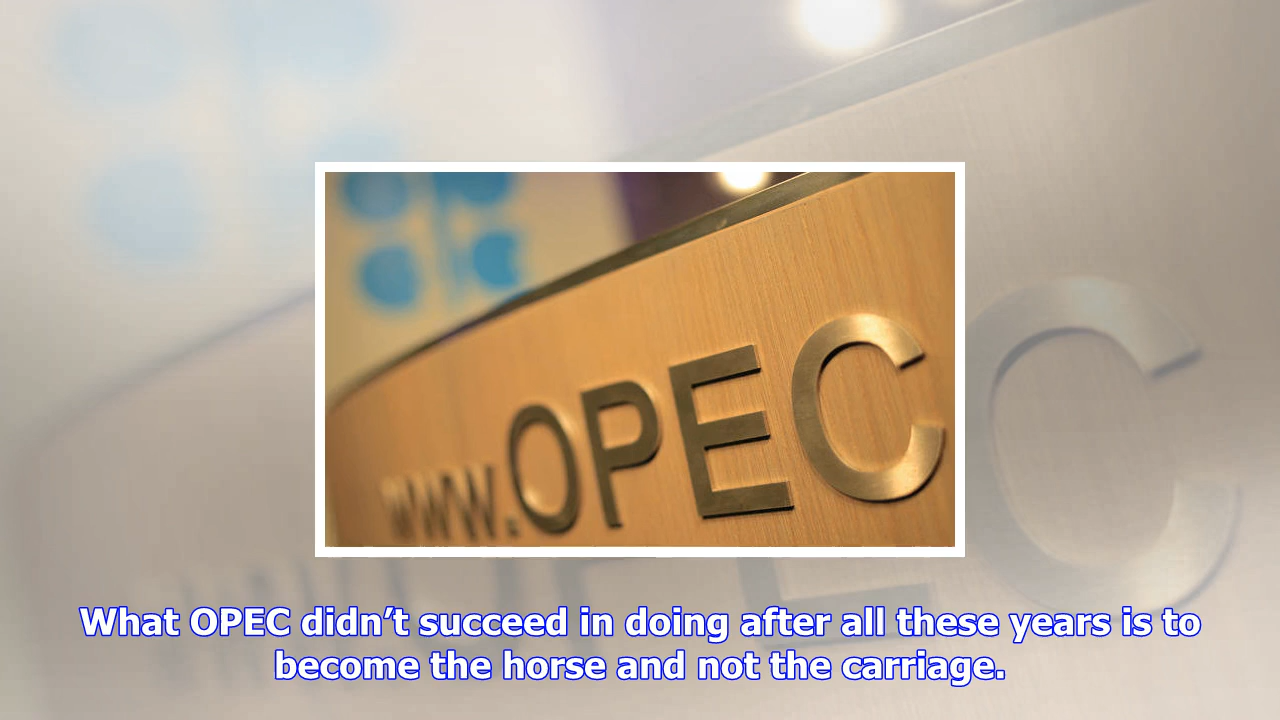 www.OPEC
What OPEC didn’t succeed in doing after all these years is to
become the horse and not the carriage.